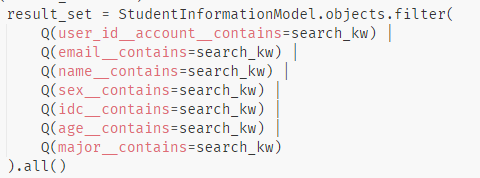 result_set = StudentInformationModel.objects.filter(
    Q(user_id__account__contains=search_kw) |
    Q(email__contains=search_kw) |
    Q(name__contains=search_kw) |
    Q(sex__contains=search_kw) |
    Q(idc__contains=search_kw) |
    Q(age__contains=search_kw) |
    Q(major__contains=search_kw)
).all()